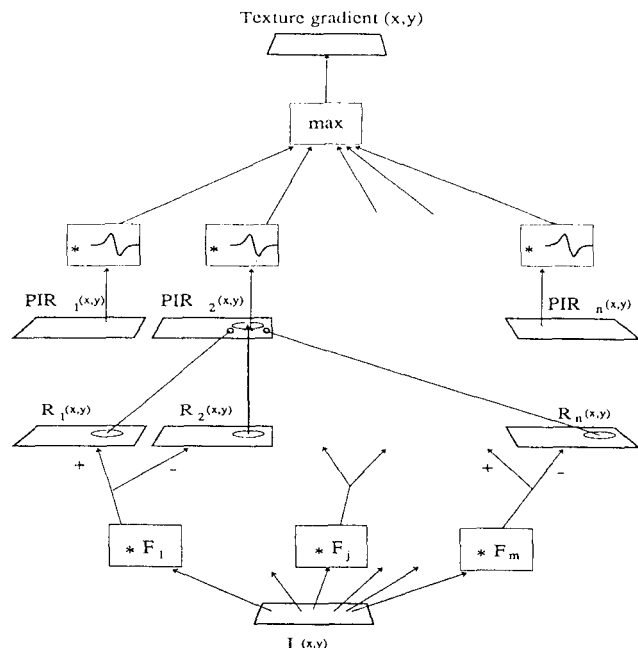 Texture gradient (x,y)
max
* * *
PIR 1(x,y) PIR 2(x,y) PIR n(x,y)
R 1(x,y) R 2(x,y) R n(x,y)
+ - + -
* F1 * Fj * Fm
I (x,y)